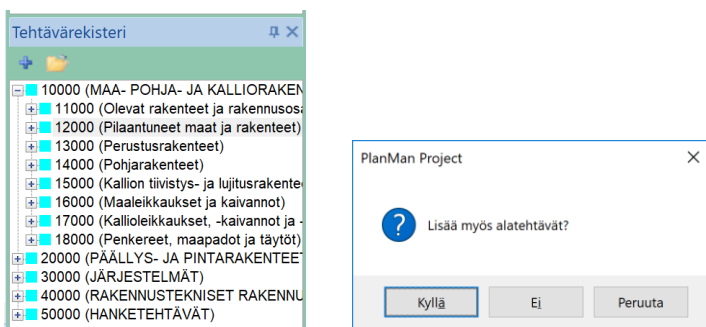 Tehtävärekisteri
10000 (MAA- POHJA- JA KALLIORAKEN
11000 (Olevat rakenteet ja rakennusosa
12000 (Pilaantuneet maat ja rakenteet)
13000 (Perustusrakenteet)
14000 (Pohjarakenteet)
15000 (Kallion tiivistys- ja lujitusrakente
16000 (Maaleikkaukset ja kaivannot)
17000 (Kallioleikkaukset, -kaivannot ja -
18000 (Penkereet, maapadot ja täytöt)
20000 (PÄÄLLYS- JA PINTARAKENTEET
30000 (JÄRJESTELMÄT)
40000 (RAKENNUSTEKNISET RAKENNU
50000 (HANKETEHTÄVÄT)
PlanMan Project
Lisää myös alatehtävät?
Kyllä
Ei
Peruuta